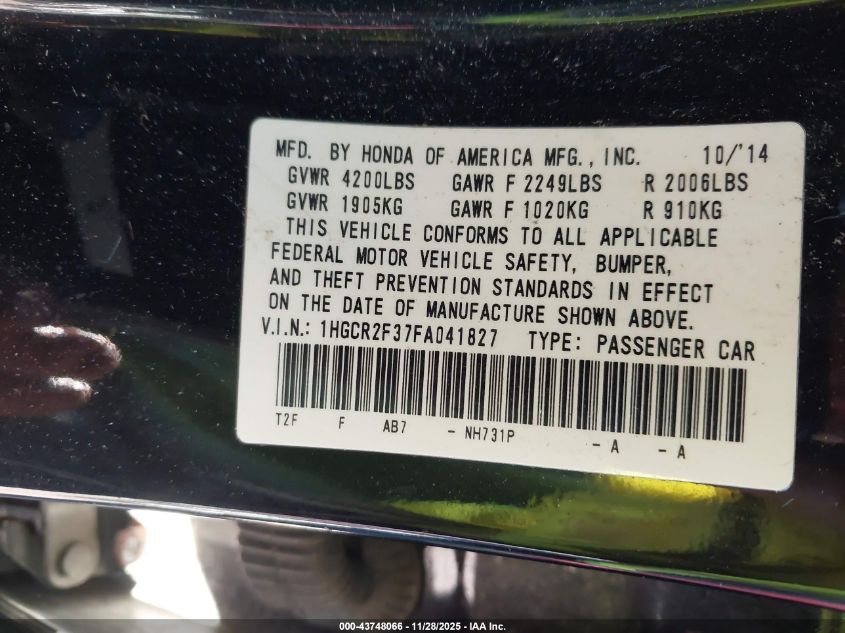 MFD. BY HONDA OF AMERICA MFG., INC. 10/'14
GVWR 4200LBS GAWR F 2249LBS R 2006LBS
GVWR 1905KG GAWR F 1020KG R 910KG
THIS VEHICLE CONFORMS TO ALL APPLICABLE
FEDERAL MOTOR VEHICLE SAFETY, BUMPER,
AND THEFT PREVENTION STANDARDS IN EFFECT
ON THE DATE OF MANUFACTURE SHOWN ABOVE.
V.I.N.: 1HGCR2F37FA041827 TYPE: PASSENGER CAR
T2F F AB7 - NH731P - A - A
000-43748066 - 11/28/2025 - IAA Inc.